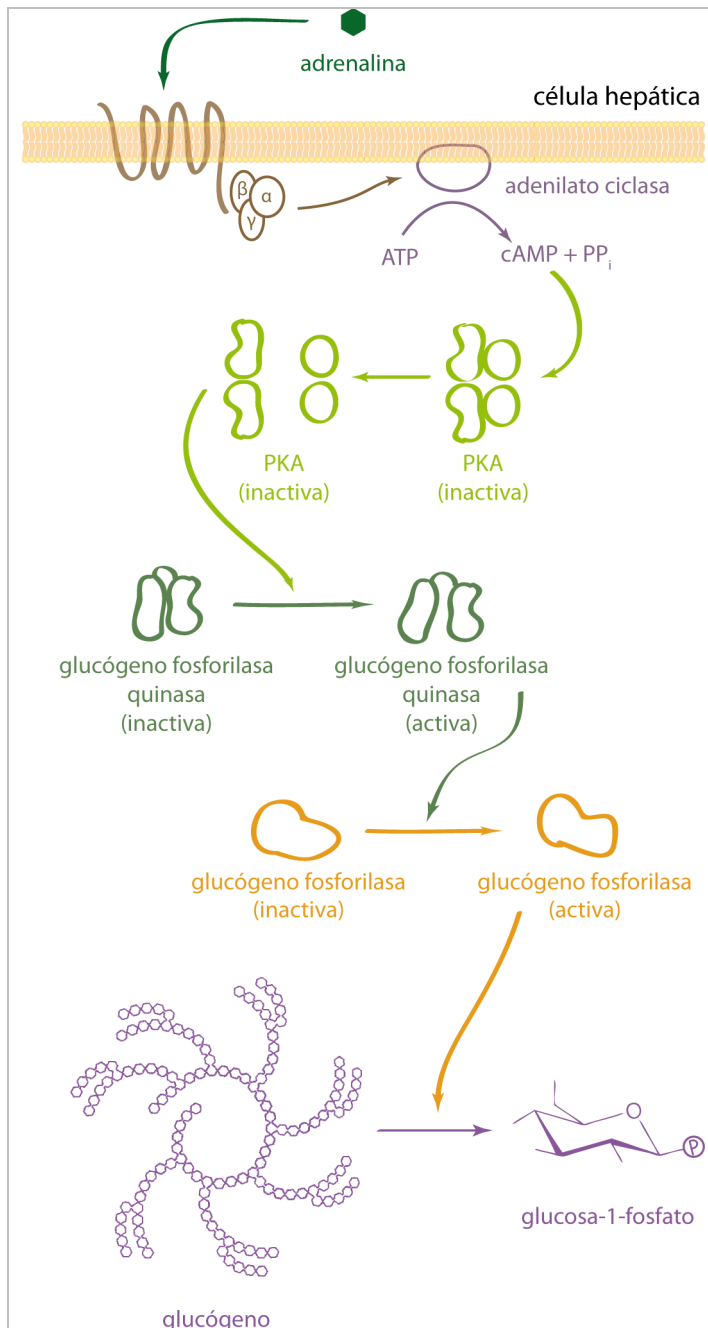 adrenalina
célula hepática
β
α
γ
adenilato ciclasa
ATP
cAMP + PPi
PKA
(inactiva)
PKA
(inactiva)
glucógeno fosforilasa
quinasa
(inactiva)
glucógeno fosforilasa
quinasa
(activa)
glucógeno fosforilasa
(inactiva)
glucógeno fosforilasa
(activa)
O
P
glucosa-1-fosfato
glucógeno